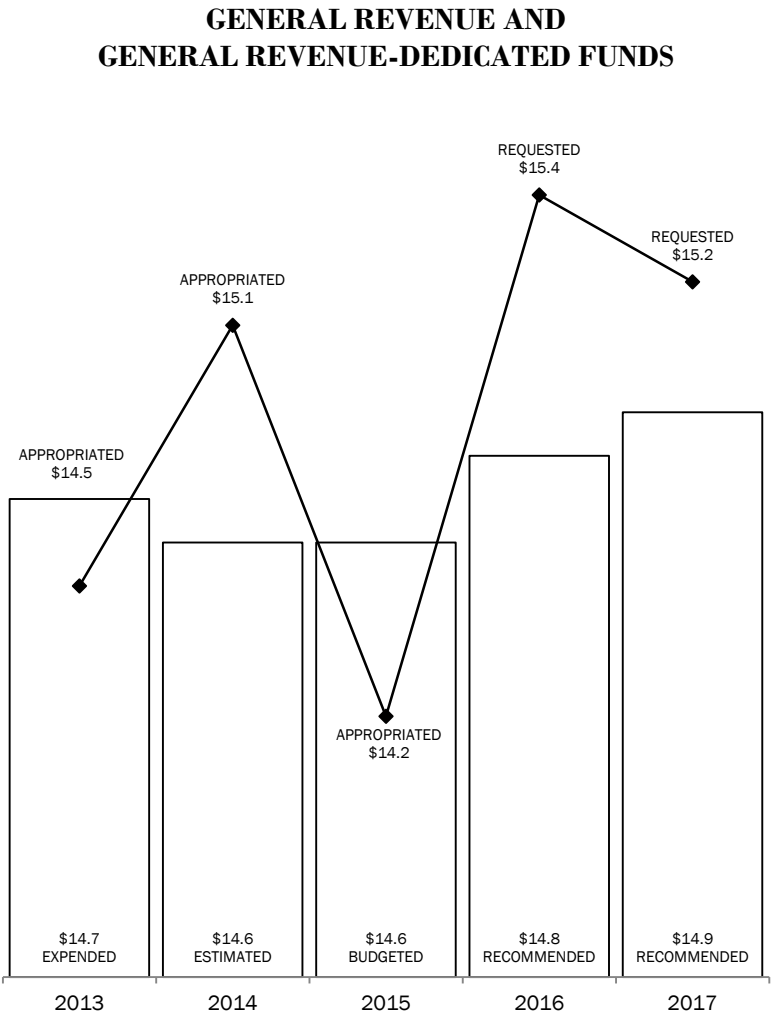 GENERAL REVENUE AND
GENERAL REVENUE-DEDICATED FUNDS
REQUESTED
$15.4
REQUESTED
$15.2
APPROPRIATED
$15.1
APPROPRIATED
$14.5
APPROPRIATED
$14.2
$14.7
EXPENDED
$14.6
ESTIMATED
$14.6
BUDGETED
$14.8
RECOMMENDED
$14.9
RECOMMENDED
2013
2014
2015
2016
2017